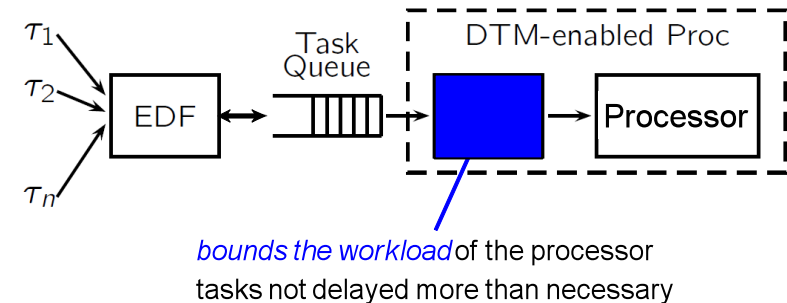 τ1
τ2
τn
EDF
Task
Queue
DTM-enabled Proc
Processor
bounds the workload of the processor
tasks not delayed more than necessary